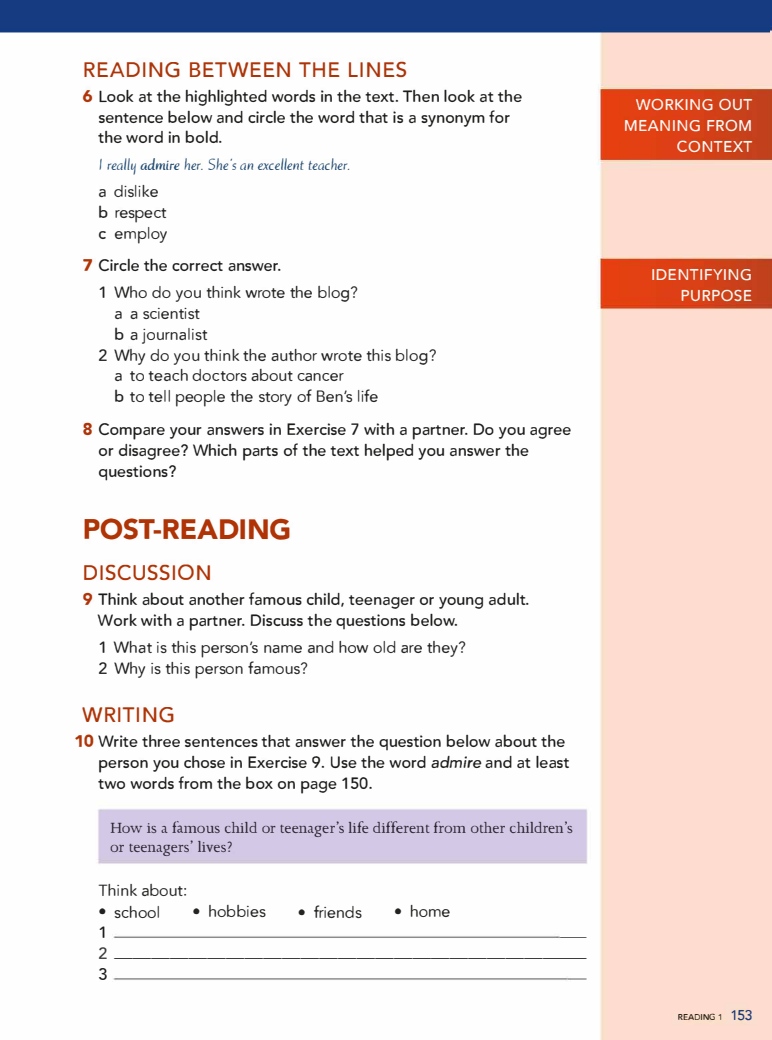 READING BETWEEN THE LINES
6 Look at the highlighted words in the text. Then look at the
sentence below and circle the word that is a synonym for
the word in bold.
I really admire her. She's an excellent teacher.
a dislike
b respect
c employ
WORKING OUT
MEANING FROM
CONTEXT
7 Circle the correct answer.
1 Who do you think wrote the blog?
a a scientist
b a journalist
2 Why do you think the author wrote this blog?
a to teach doctors about cancer
b to tell people the story of Ben's life
IDENTIFYING
PURPOSE
8 Compare your answers in Exercise 7 with a partner. Do you agree
or disagree? Which parts of the text helped you answer the
questions?
POST-READING
DISCUSSION
9 Think about another famous child, teenager or young adult.
Work with a partner. Discuss the questions below.
1 What is this person's name and how old are they?
2 Why is this person famous?
WRITING
10 Write three sentences that answer the question below about the
person you chose in Exercise 9. Use the word admire and at least
two words from the box on page 150.
How is a famous child or teenager's life different from other children's
or teenagers' lives?
Think about:
• school • hobbies • friends • home
1
2
3
READING 1 153